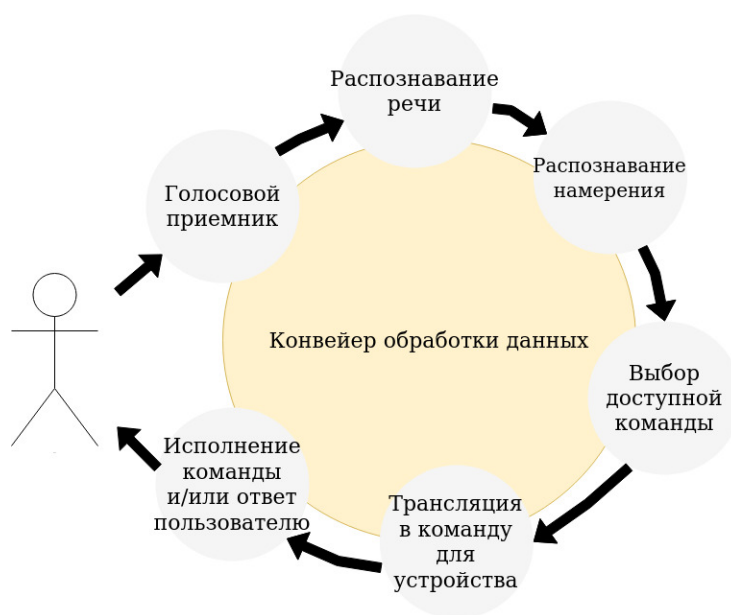 Распознавание
речи
Распознавание
намерения
Голосовой
приемник
Конвейер обработки данных
Выбор
доступной
команды
Трансляция
в команду
для
устройства
Исполнение
команды
и/или ответ
пользователю